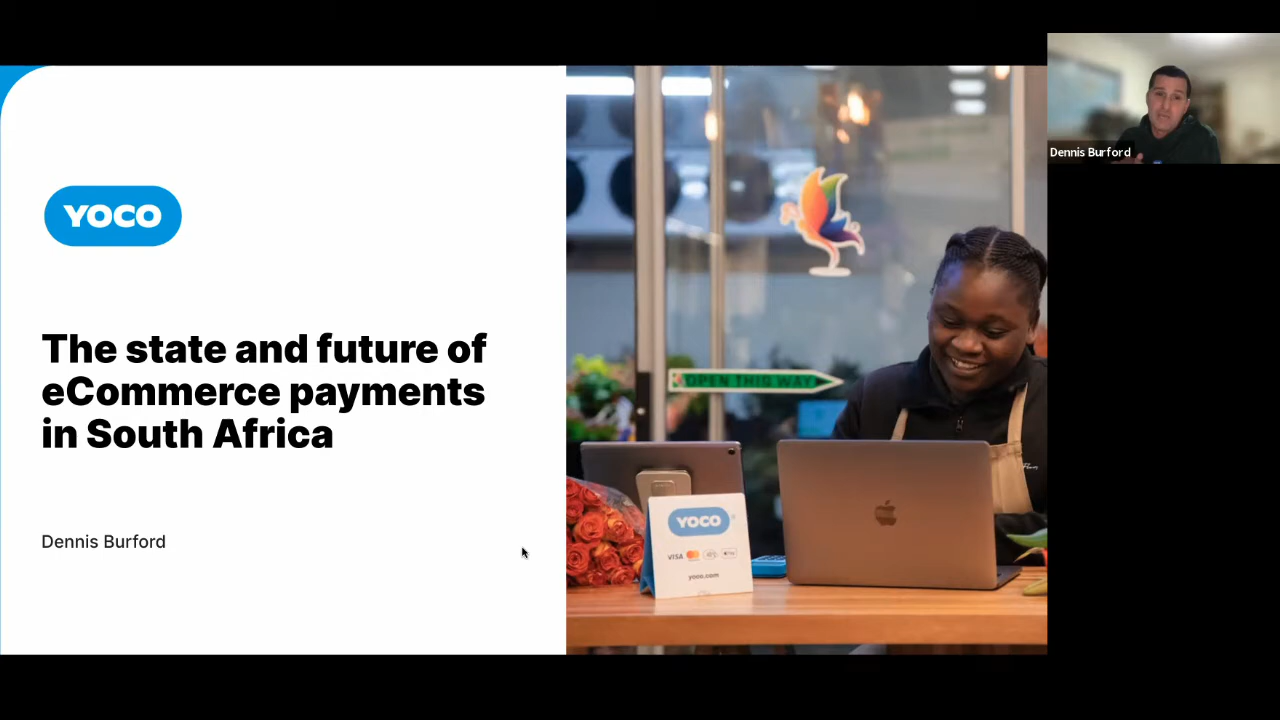 YOCO
The state and future of
eCommerce payments
in South Africa
Dennis Burford
OPEN THIS WAY
YOCO
VISA
yoco.com
Dennis Burford